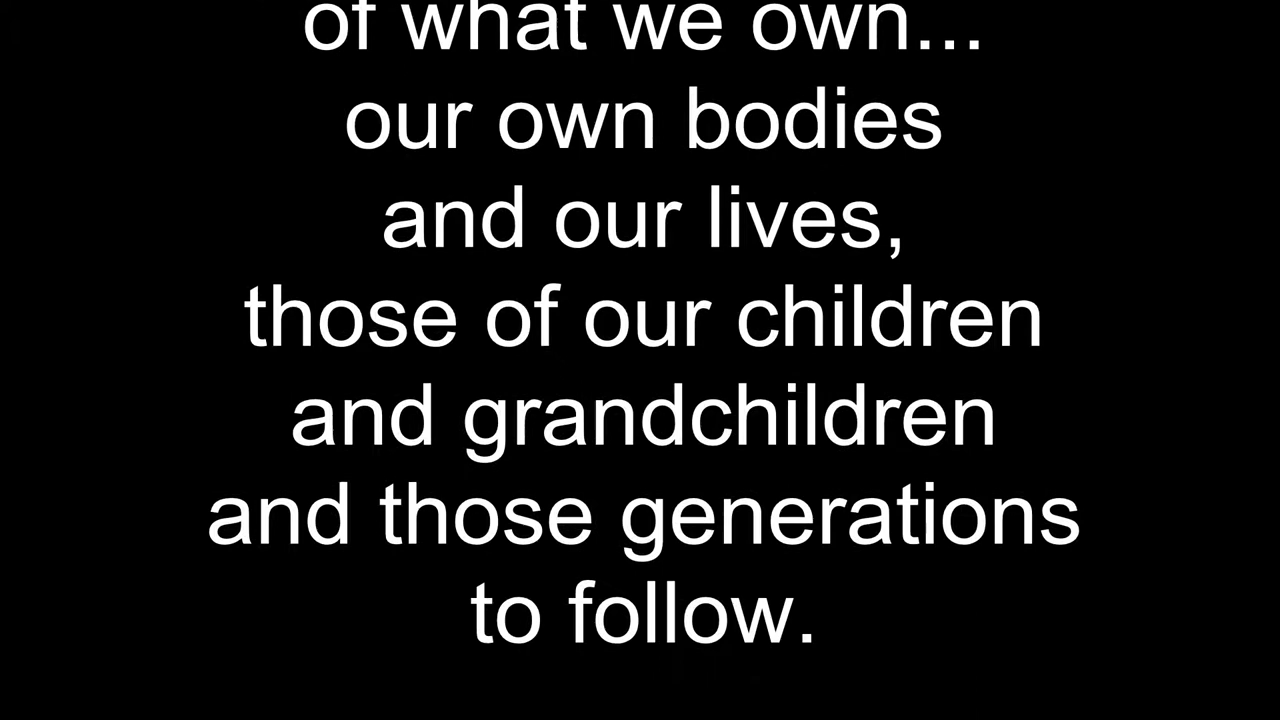 of what we own...
our own bodies
and our lives,
those of our children
and grandchildren
and those generations
to follow.